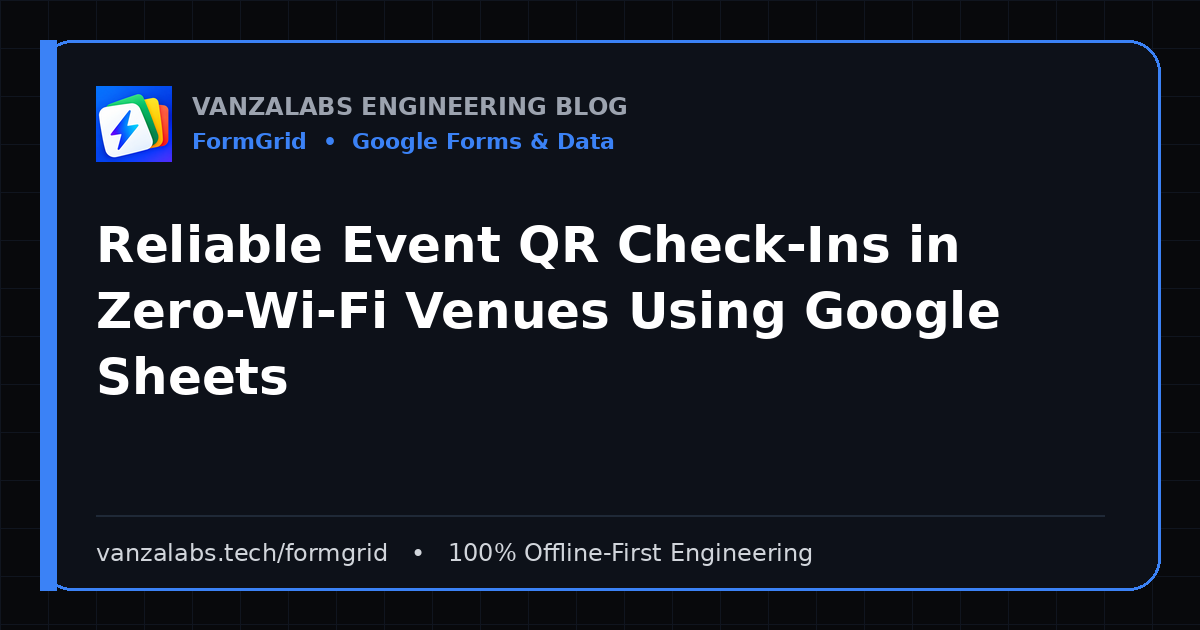 VANZALABS ENGINEERING BLOG
FormGrid • Google Forms & Data
Reliable Event QR Check-Ins in
Zero-Wi-Fi Venues Using Google
Sheets
vanzalabs.tech/formgrid • 100% Offline-First Engineering